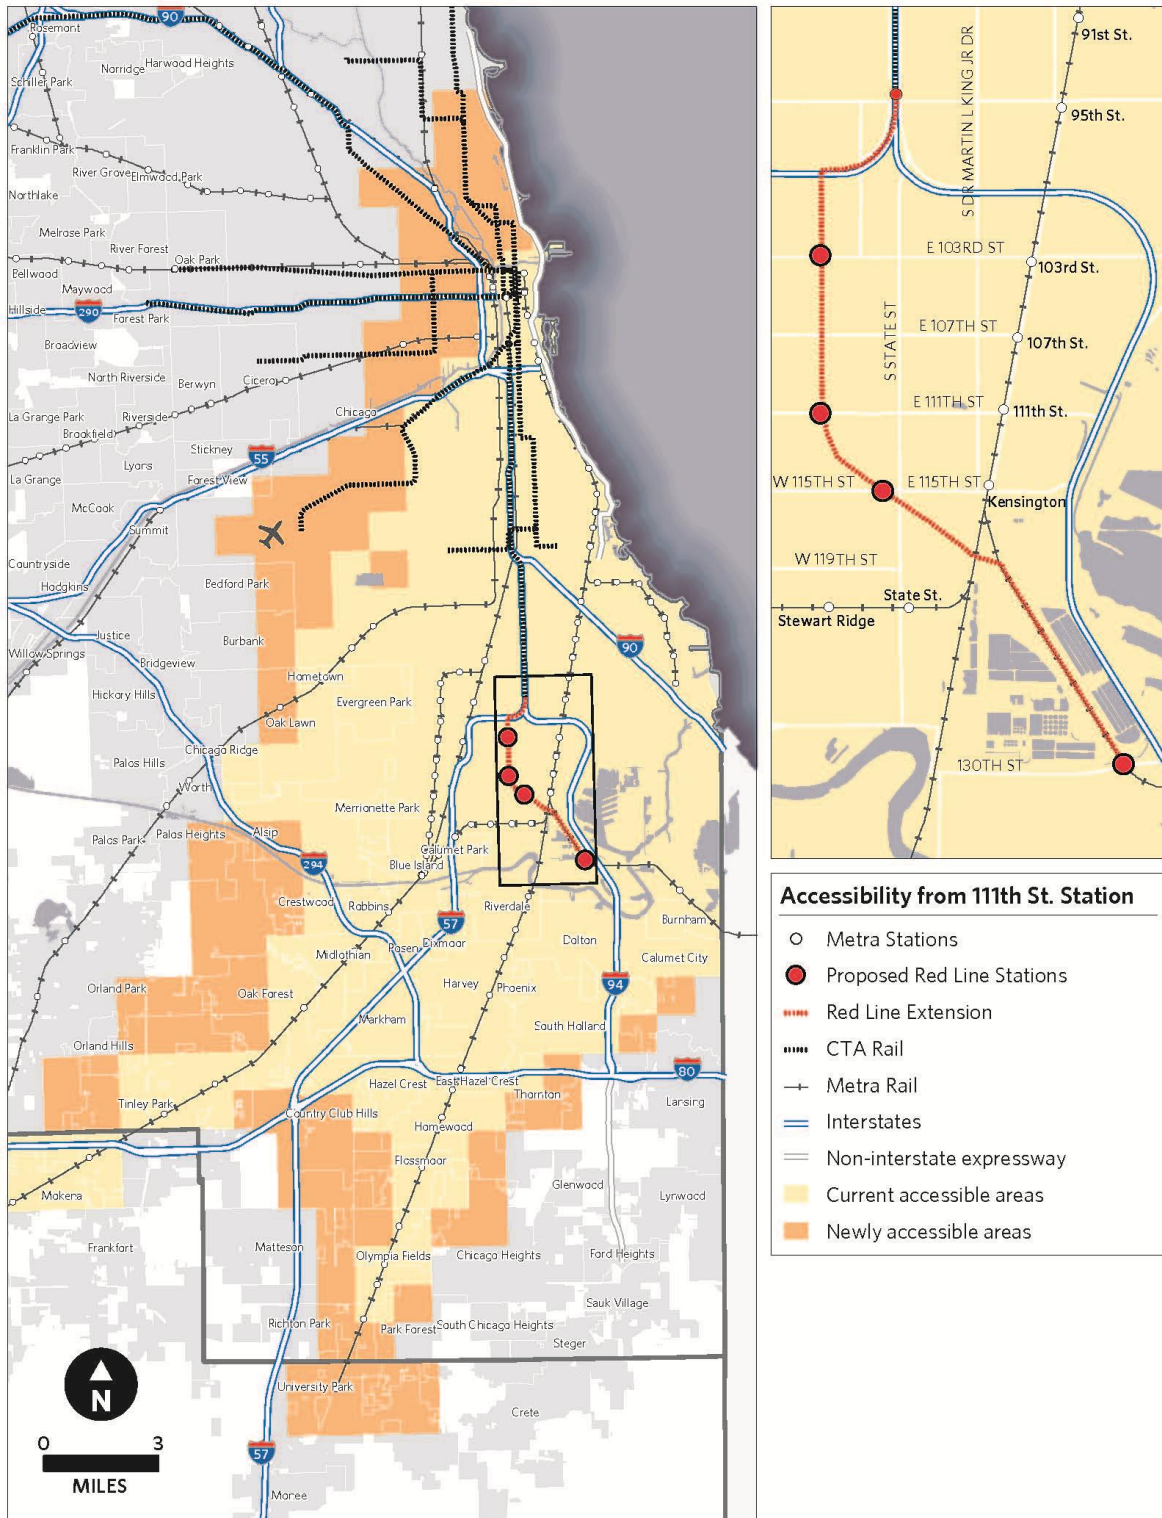 90
Rosemont
Harwood Heights
Norridge
Schiller Park
Franklin Park
River Grove
Elmwood Park
Northlake
Melrose Park
River Forest
Oak Park
Bellwood
Maywood
Hillside
290
Forest Park
Broadview
North Riverside
Berwyn
Cicero
La Grange Park
Riverside
Brookfield
Chicago
Stickney
55
Lyons
La Grange
Forest View
McCook
Summit
Countryside
Hodgkins
Bedford Park
Justice
Burbank
Willow Springs
Bridgeview
90
Hickory Hills
Hometown
Evergreen Park
Oak Lawn
Chicago Ridge
Palos Hills
Worth
Merrionette Park
Palos Park
Palos Heights
Alsip
Calumet Park
Blue Island
294
Crestwood
Robbins
Riverdale
Burnham
57
Posen
Dixmoor
Dolton
Midlothian
Calumet City
Orland Park
Oak Forest
Harvey
Phoenix
94
Markham
South Holland
Orland Hills
80
Hazel Crest
East Hazel Crest
Thornton
Lansing
Tinley Park
Country Club Hills
Homewood
Flossmoor
Glenwood
Lynwood
Mokena
Frankfort
Matteson
Olympia Fields
Chicago Heights
Ford Heights
Sauk Village
Richton Park
Park Forest
South Chicago Heights
Steger
University Park
Crete
57
Monee
N
0 3
MILES
91st St.
S DR MARTIN L KING JR DR
95th St.
E 103RD ST
103rd St.
S STATE ST
E 107TH ST
107th St.
E 111TH ST
111th St.
W 115TH ST
E 115TH ST
Kensington
W 119TH ST
State St.
Stewart Ridge
130TH ST
Accessibility from 111th St. Station
Metra Stations
Proposed Red Line Stations
Red Line Extension
CTA Rail
Metra Rail
Interstates
Non-interstate expressway
Current accessible areas
Newly accessible areas